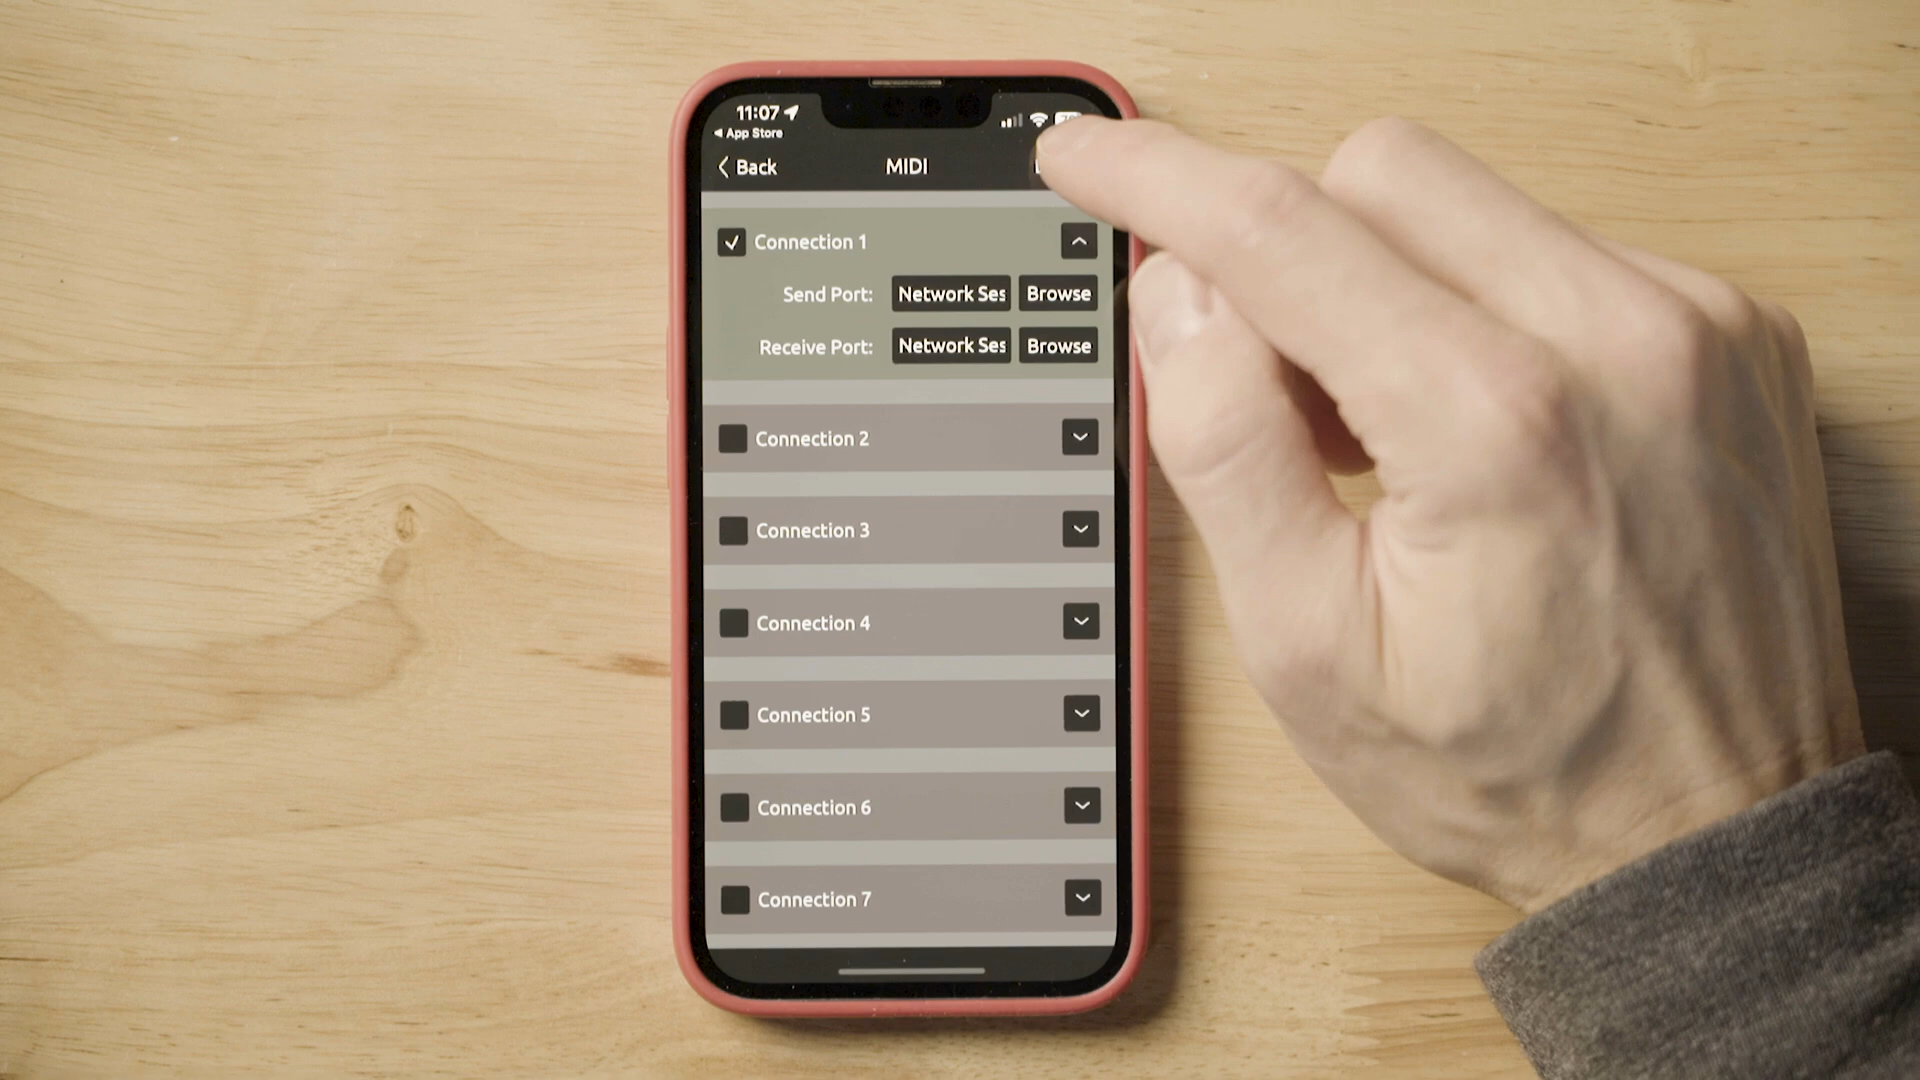 11:07
App Store
Back
MIDI
Connection 1
Send Port:
Network Ses
Browse
Receive Port:
Network Ses
Browse
Connection 2
Connection 3
Connection 4
Connection 5
Connection 6
Connection 7